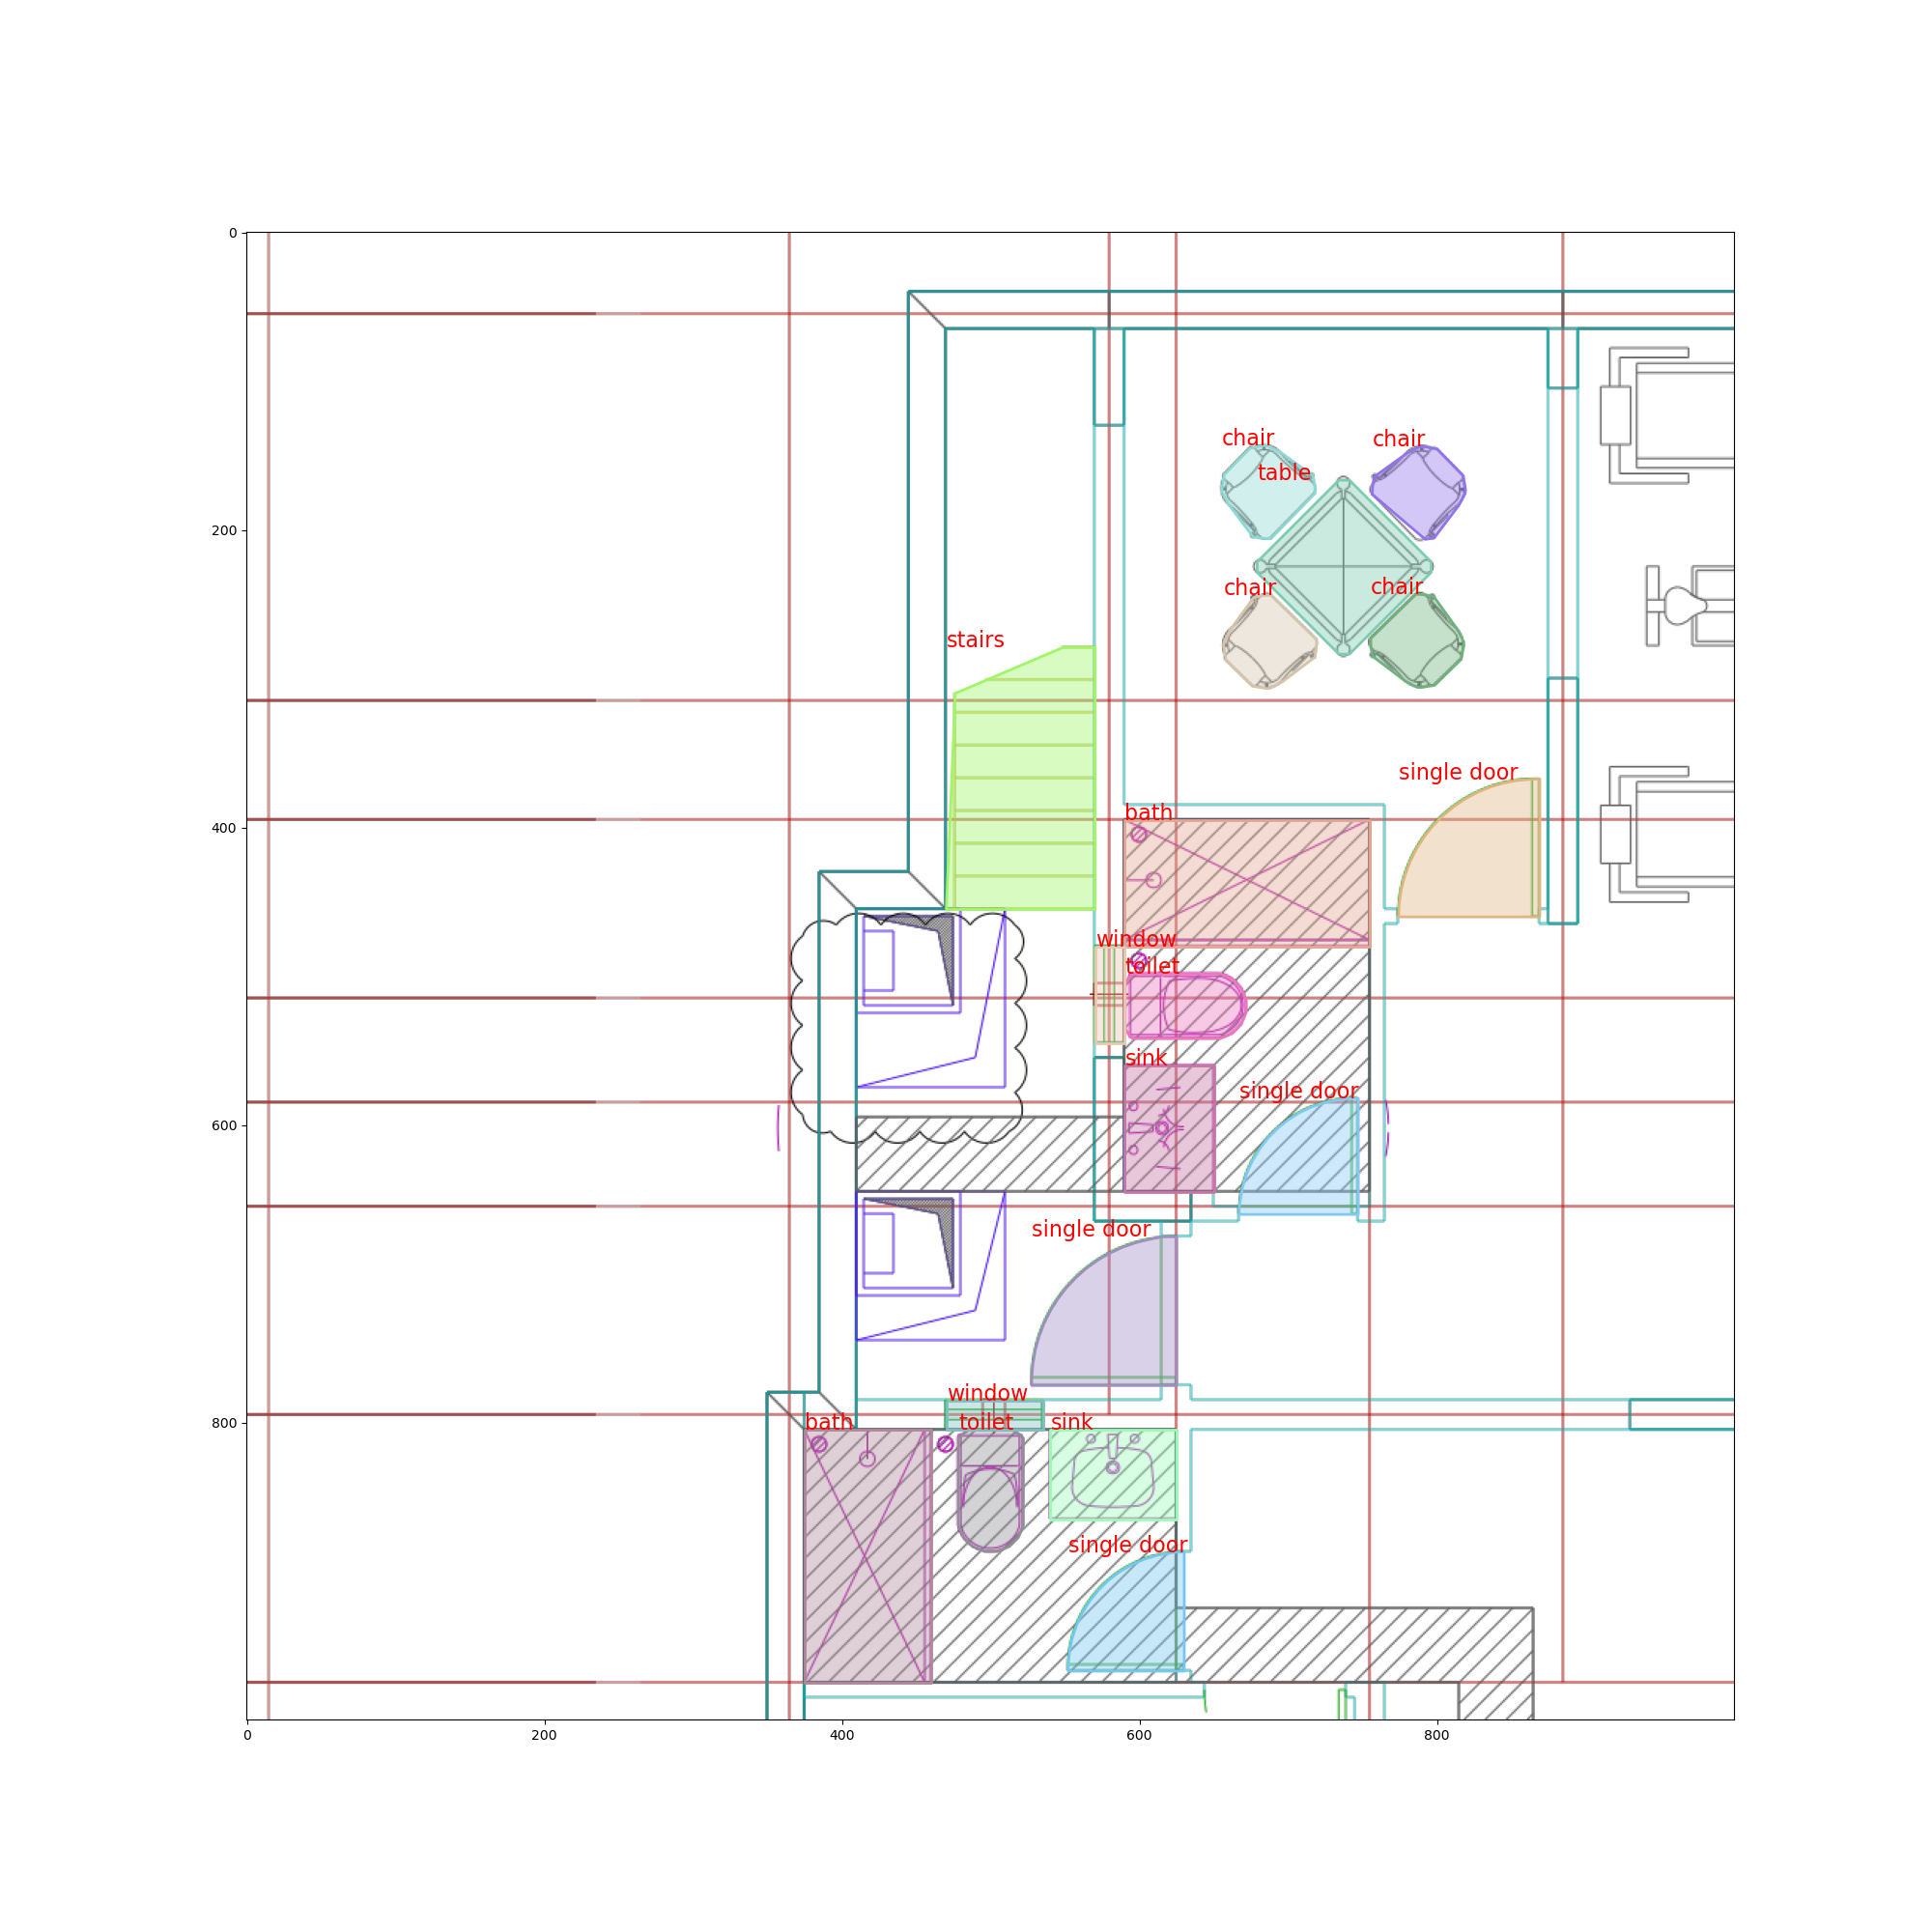 0
chair
chair
table
200
chair
chair
stairs
single door
400
bath
window
toilet
sink
single door
600
single door
window
800
bath
toilet
sink
single door
0
200
400
600
800